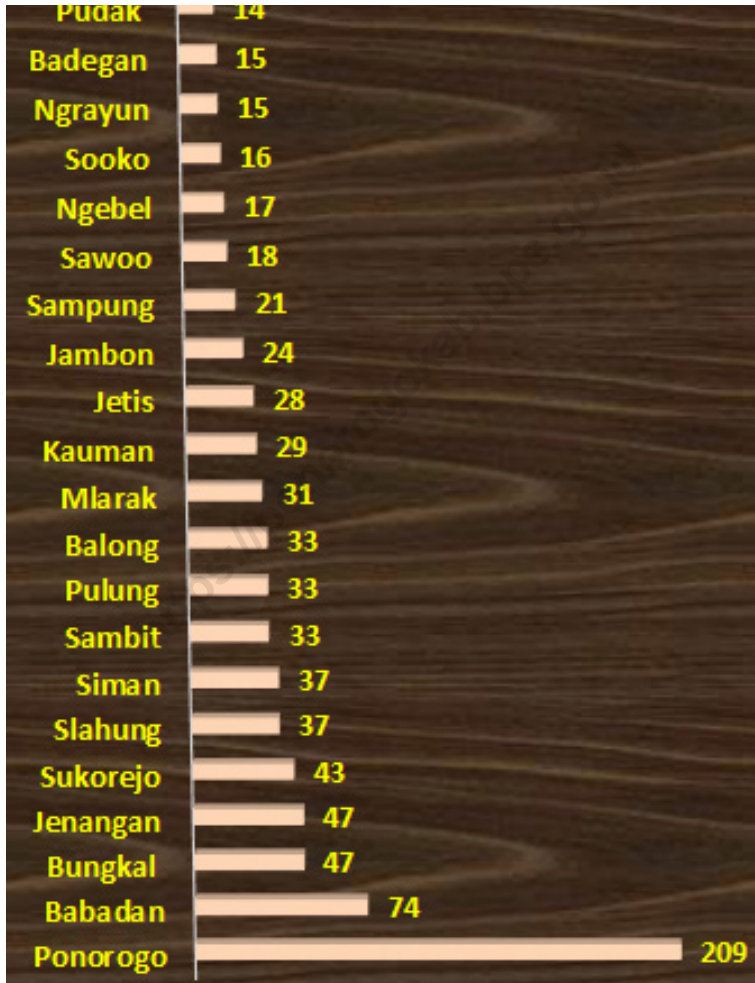 Pudak 14
Badegan 15
Ngrayun 15
Sooko 16
Ngebel 17
Sawoo 18
Sampung 21
Jambon 24
Jetis 28
Kauman 29
Mlarak 31
Balong 33
Pulung 33
Sambit 33
Siman 37
Slahung 37
Sukorejo 43
Jenangan 47
Bungkal 47
Babadan 74
Ponorogo 209